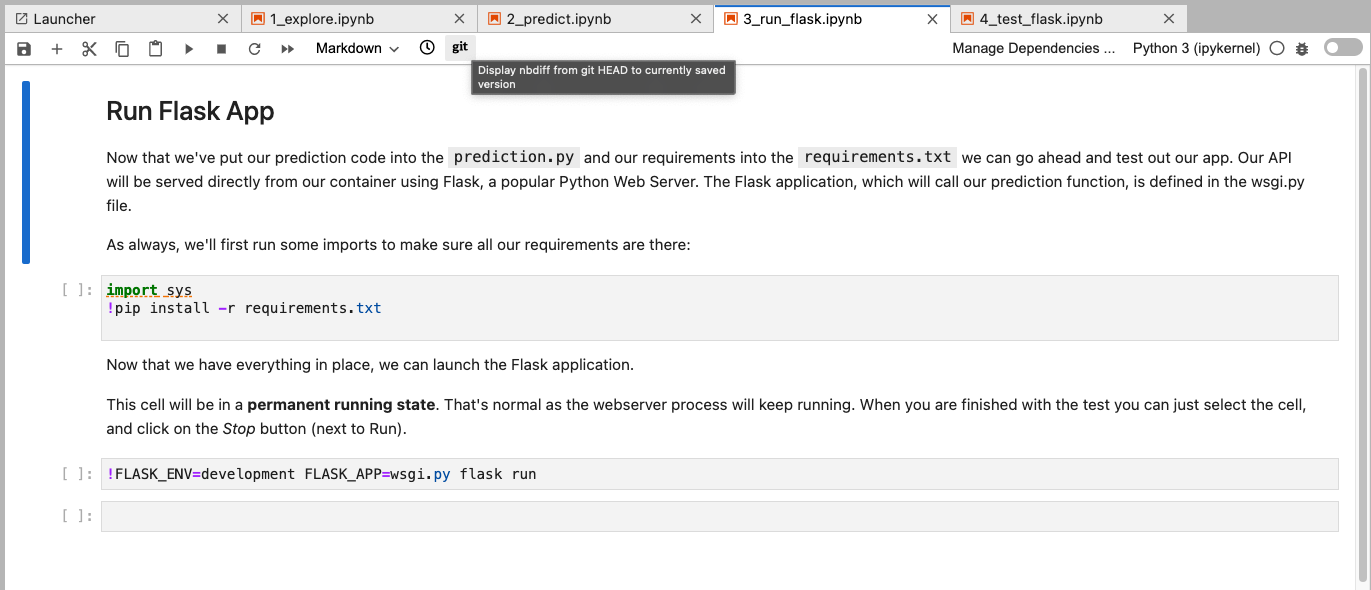 Launcher
1_explore.ipynb
2_predict.ipynb
3_run_flask.ipynb
4_test_flask.ipynb
Markdown
git
Manage Dependencies ...
Python 3 (ipykernel)
Display nbdiff from git HEAD to currently saved
version
Run Flask App
Now that we've put our prediction code into the prediction.py and our requirements into the requirements.txt we can go ahead and test out our app. Our API
will be served directly from our container using Flask, a popular Python Web Server. The Flask application, which will call our prediction function, is defined in the wsgi.py
file.
As always, we'll first run some imports to make sure all our requirements are there:
[ ]: import sys
!pip install -r requirements.txt
Now that we have everything in place, we can launch the Flask application.
This cell will be in a permanent running state. That's normal as the webserver process will keep running. When you are finished with the test you can just select the cell,
and click on the Stop button (next to Run).
[ ]: !FLASK_ENV=development FLASK_APP=wsgi.py flask run
[ ]: